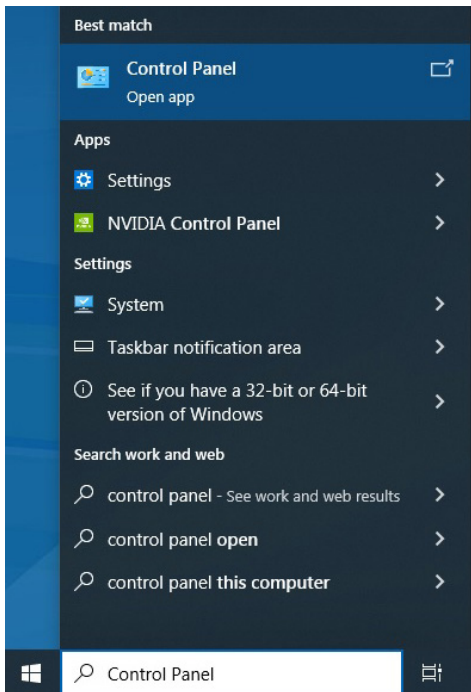 Best match
Control Panel
Open app
Apps
Settings
NVIDIA Control Panel
Settings
System
Taskbar notification area
See if you have a 32-bit or 64-bit
version of Windows
Search work and web
control panel - See work and web results
control panel open
control panel this computer
Control Panel